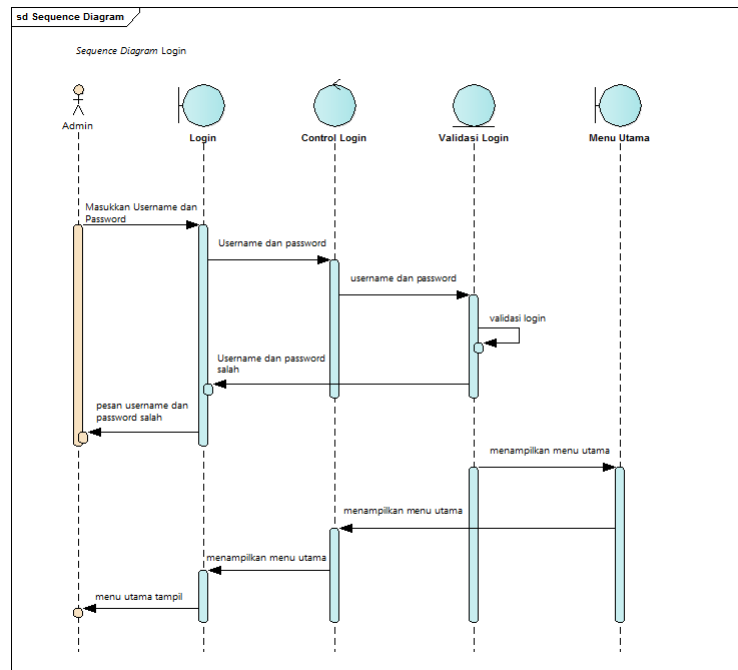 sd Sequence Diagram
Sequence Diagram Login
Admin
Login
Control Login
Validasi Login
Menu Utama
Masukkan Username dan
Password
Username dan password
username dan password
validasi login
Username dan password
salah
pesan username dan
password salah
menampilkan menu utama
menampilkan menu utama
menampilkan menu utama
menu utama tampil